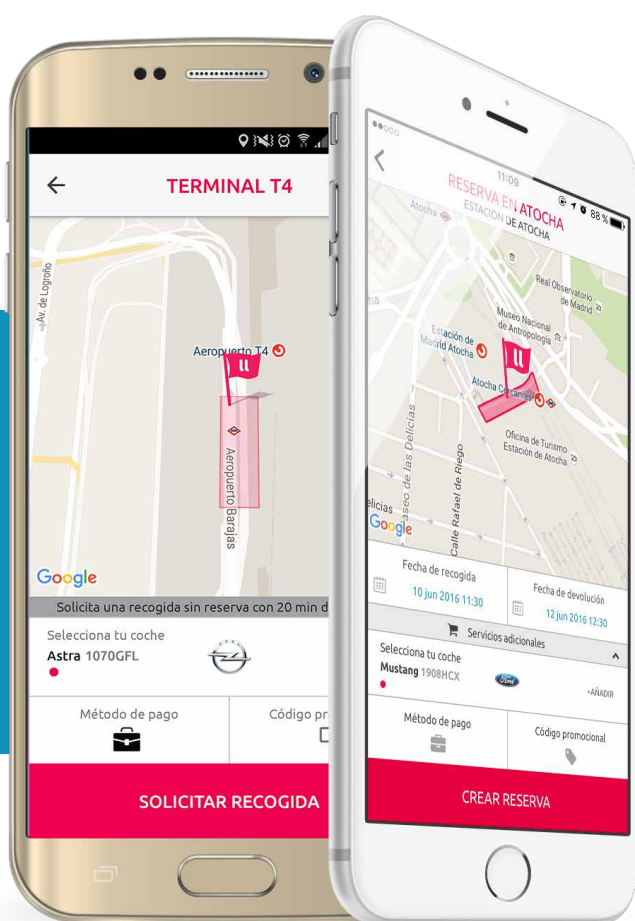 TERMINAL T4
Av. de Logroño
Aeropuerto T4
Aeropuerto Barajas
Google
Solicita una recogida sin reserva con 20 min d
Selecciona tu coche
Astra 1070GFL
Método de pago
Código pr
SOLICITAR RECOGIDA
11:09
88 %
RESERVA EN ATOCHA
ESTACIÓN DE ATOCHA
Atocha
Real Observatorio
de Madrid
Museo Nacional
de Antropología
Estación de
Madrid Atocha
Atocha Cercanías
Oficina de Turismo
Estación de Atocha
aseo de las Delicias
Calle Rafael de Riego
elicias
Google
Fecha de recogida
10 jun 2016 11:30
Fecha de devolución
12 jun 2016 12:30
Servicios adicionales
Selecciona tu coche
Mustang 1908HCX
Ford
+AÑADIR
Método de pago
Código promocional
CREAR RESERVA